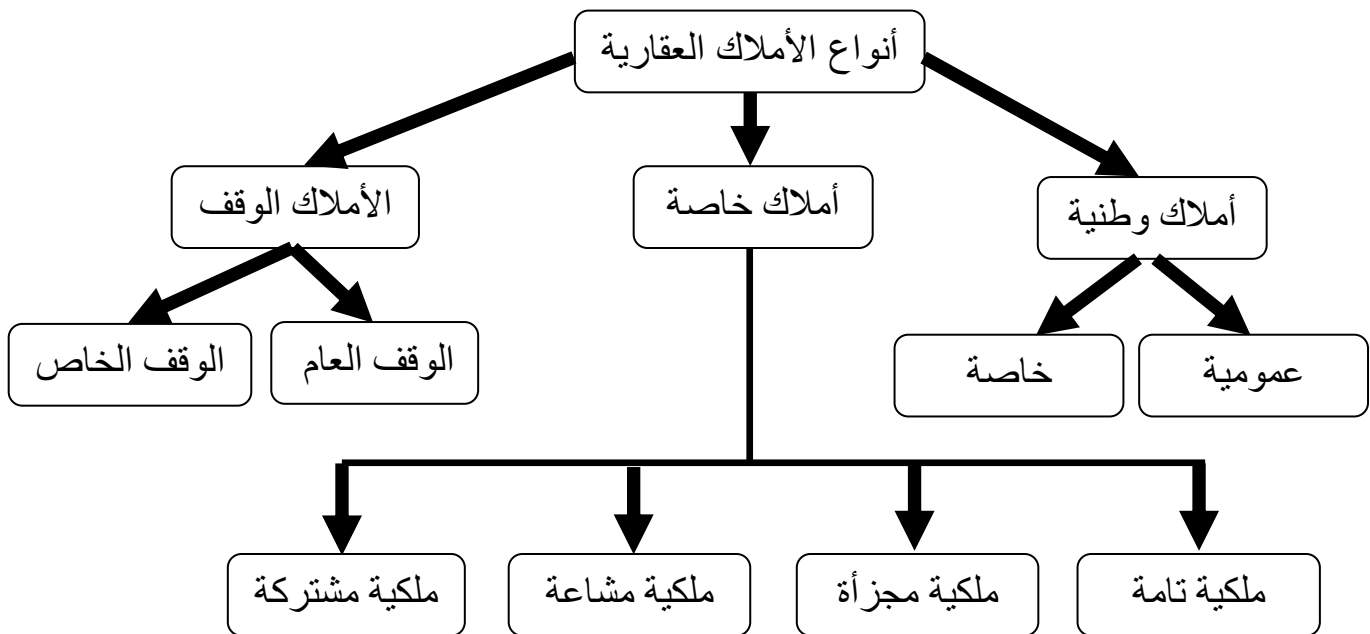 أنواع الأملاك العقارية
أملاك وطنية
أملاك خاصة
الأملاك الوقف
عمومية
خاصة
الوقف العام
الوقف الخاص
ملكية تامة
ملكية مجزأة
ملكية مشاعة
ملكية مشتركة